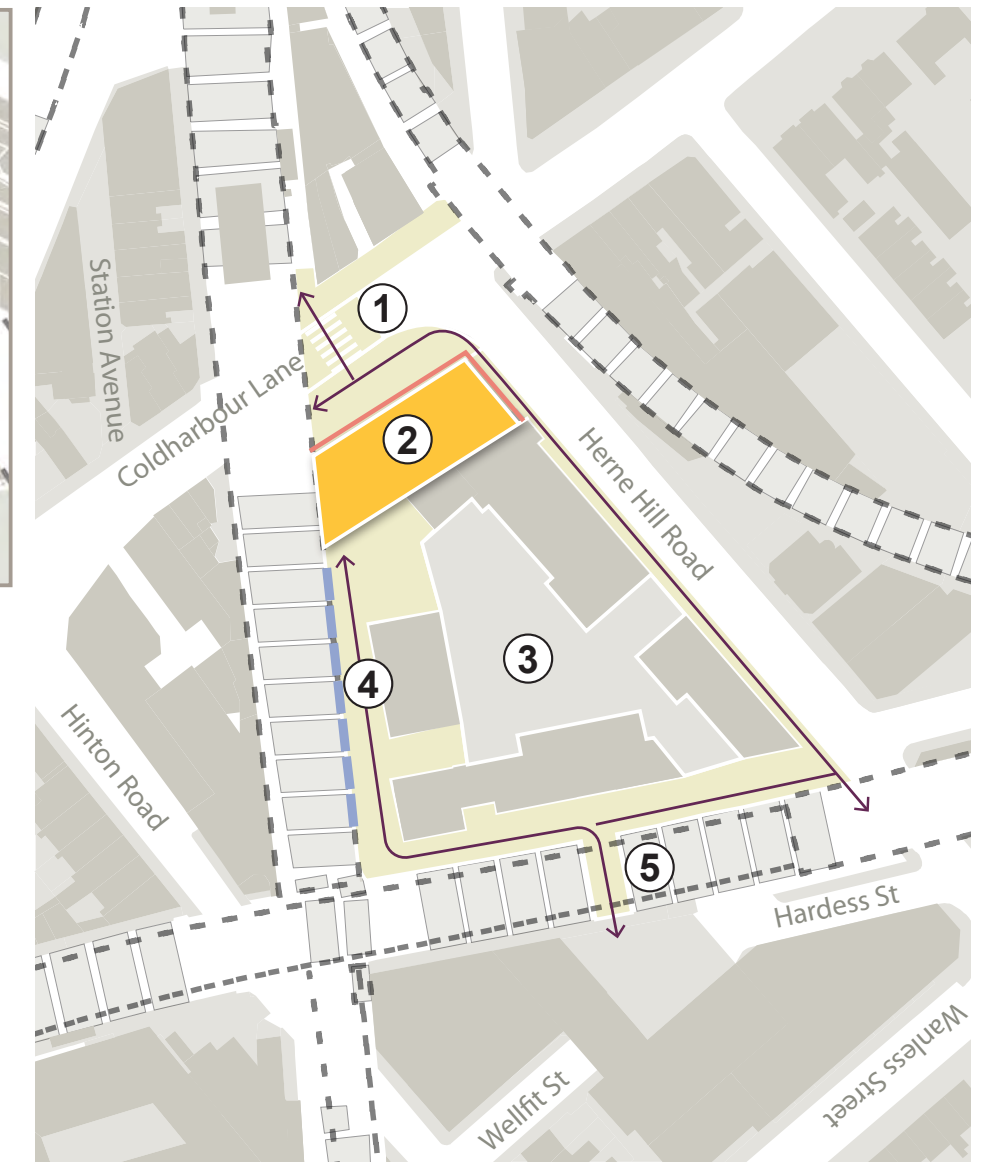 Station Avenue
Coldharbour Lane
1
2
Herne Hill Road
3
4
Hinton Road
5
Hardess St
Wanless Street
Wellfit St